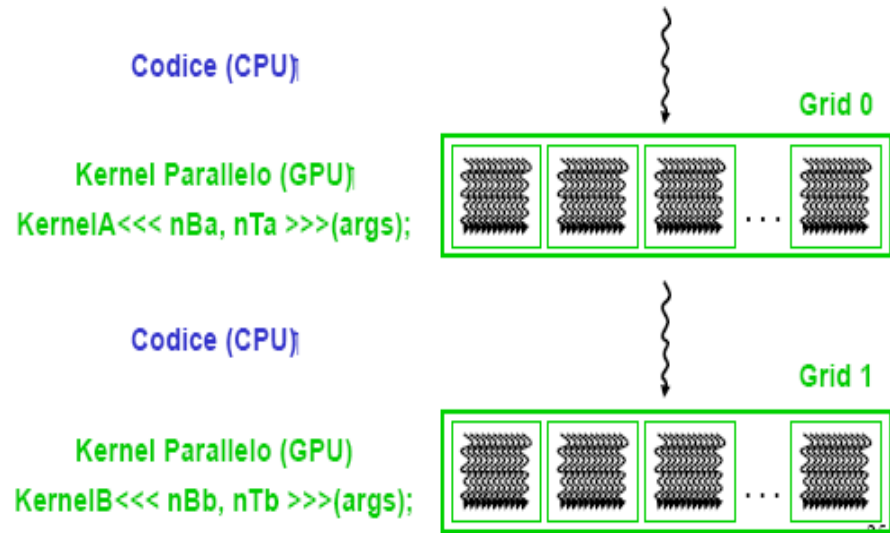 Codice (CPU)
Grid 0
Kernel Parallelo (GPU)
KernelA<<< nBa, nTa >>>(args);
...
Codice (CPU)
Grid 1
Kernel Parallelo (GPU)
KernelB<<< nBb, nTb >>>(args);
...